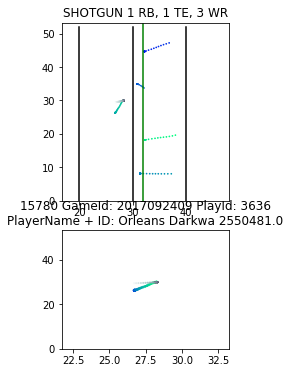 SHOTGUN 1 RB, 1 TE, 3 WR
50
40
30
20
10
0
20 30 40
15780 GameId: 2017092409 PlayId: 3636
PlayerName + ID: Orleans Darkwa 2550481.0
40
20
0
22.5 25.0 27.5 30.0 32.5